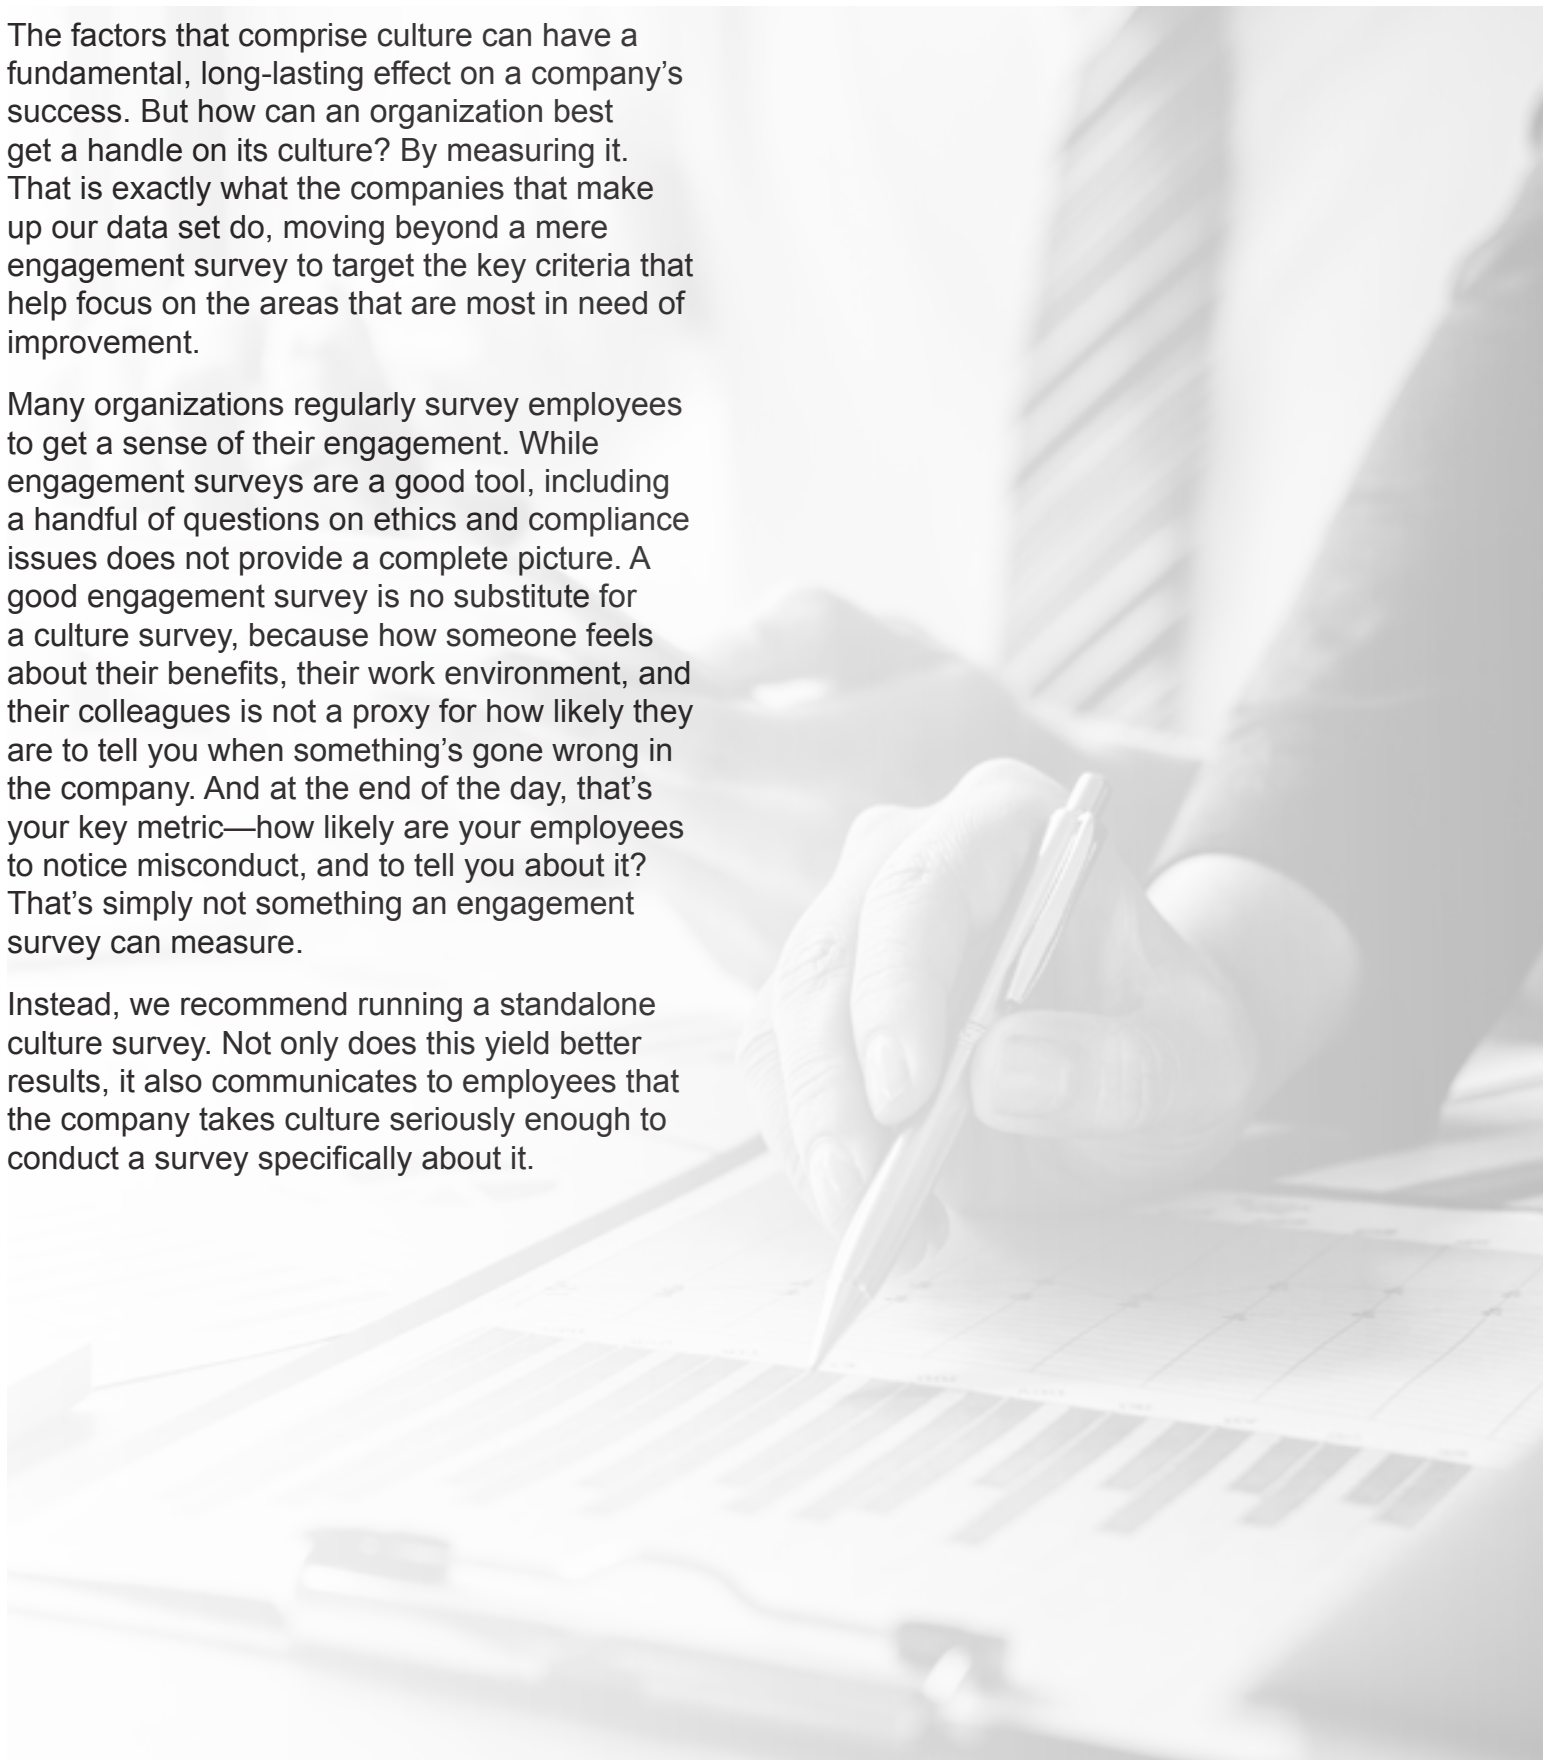 The factors that comprise culture can have a
fundamental, long-lasting effect on a company’s
success. But how can an organization best
get a handle on its culture? By measuring it.
That is exactly what the companies that make
up our data set do, moving beyond a mere
engagement survey to target the key criteria that
help focus on the areas that are most in need of
improvement.
Many organizations regularly survey employees
to get a sense of their engagement. While
engagement surveys are a good tool, including
a handful of questions on ethics and compliance
issues does not provide a complete picture. A
good engagement survey is no substitute for
a culture survey, because how someone feels
about their benefits, their work environment, and
their colleagues is not a proxy for how likely they
are to tell you when something’s gone wrong in
the company. And at the end of the day, that’s
your key metric—how likely are your employees
to notice misconduct, and to tell you about it?
That’s simply not something an engagement
survey can measure.
Instead, we recommend running a standalone
culture survey. Not only does this yield better
results, it also communicates to employees that
the company takes culture seriously enough to
conduct a survey specifically about it.